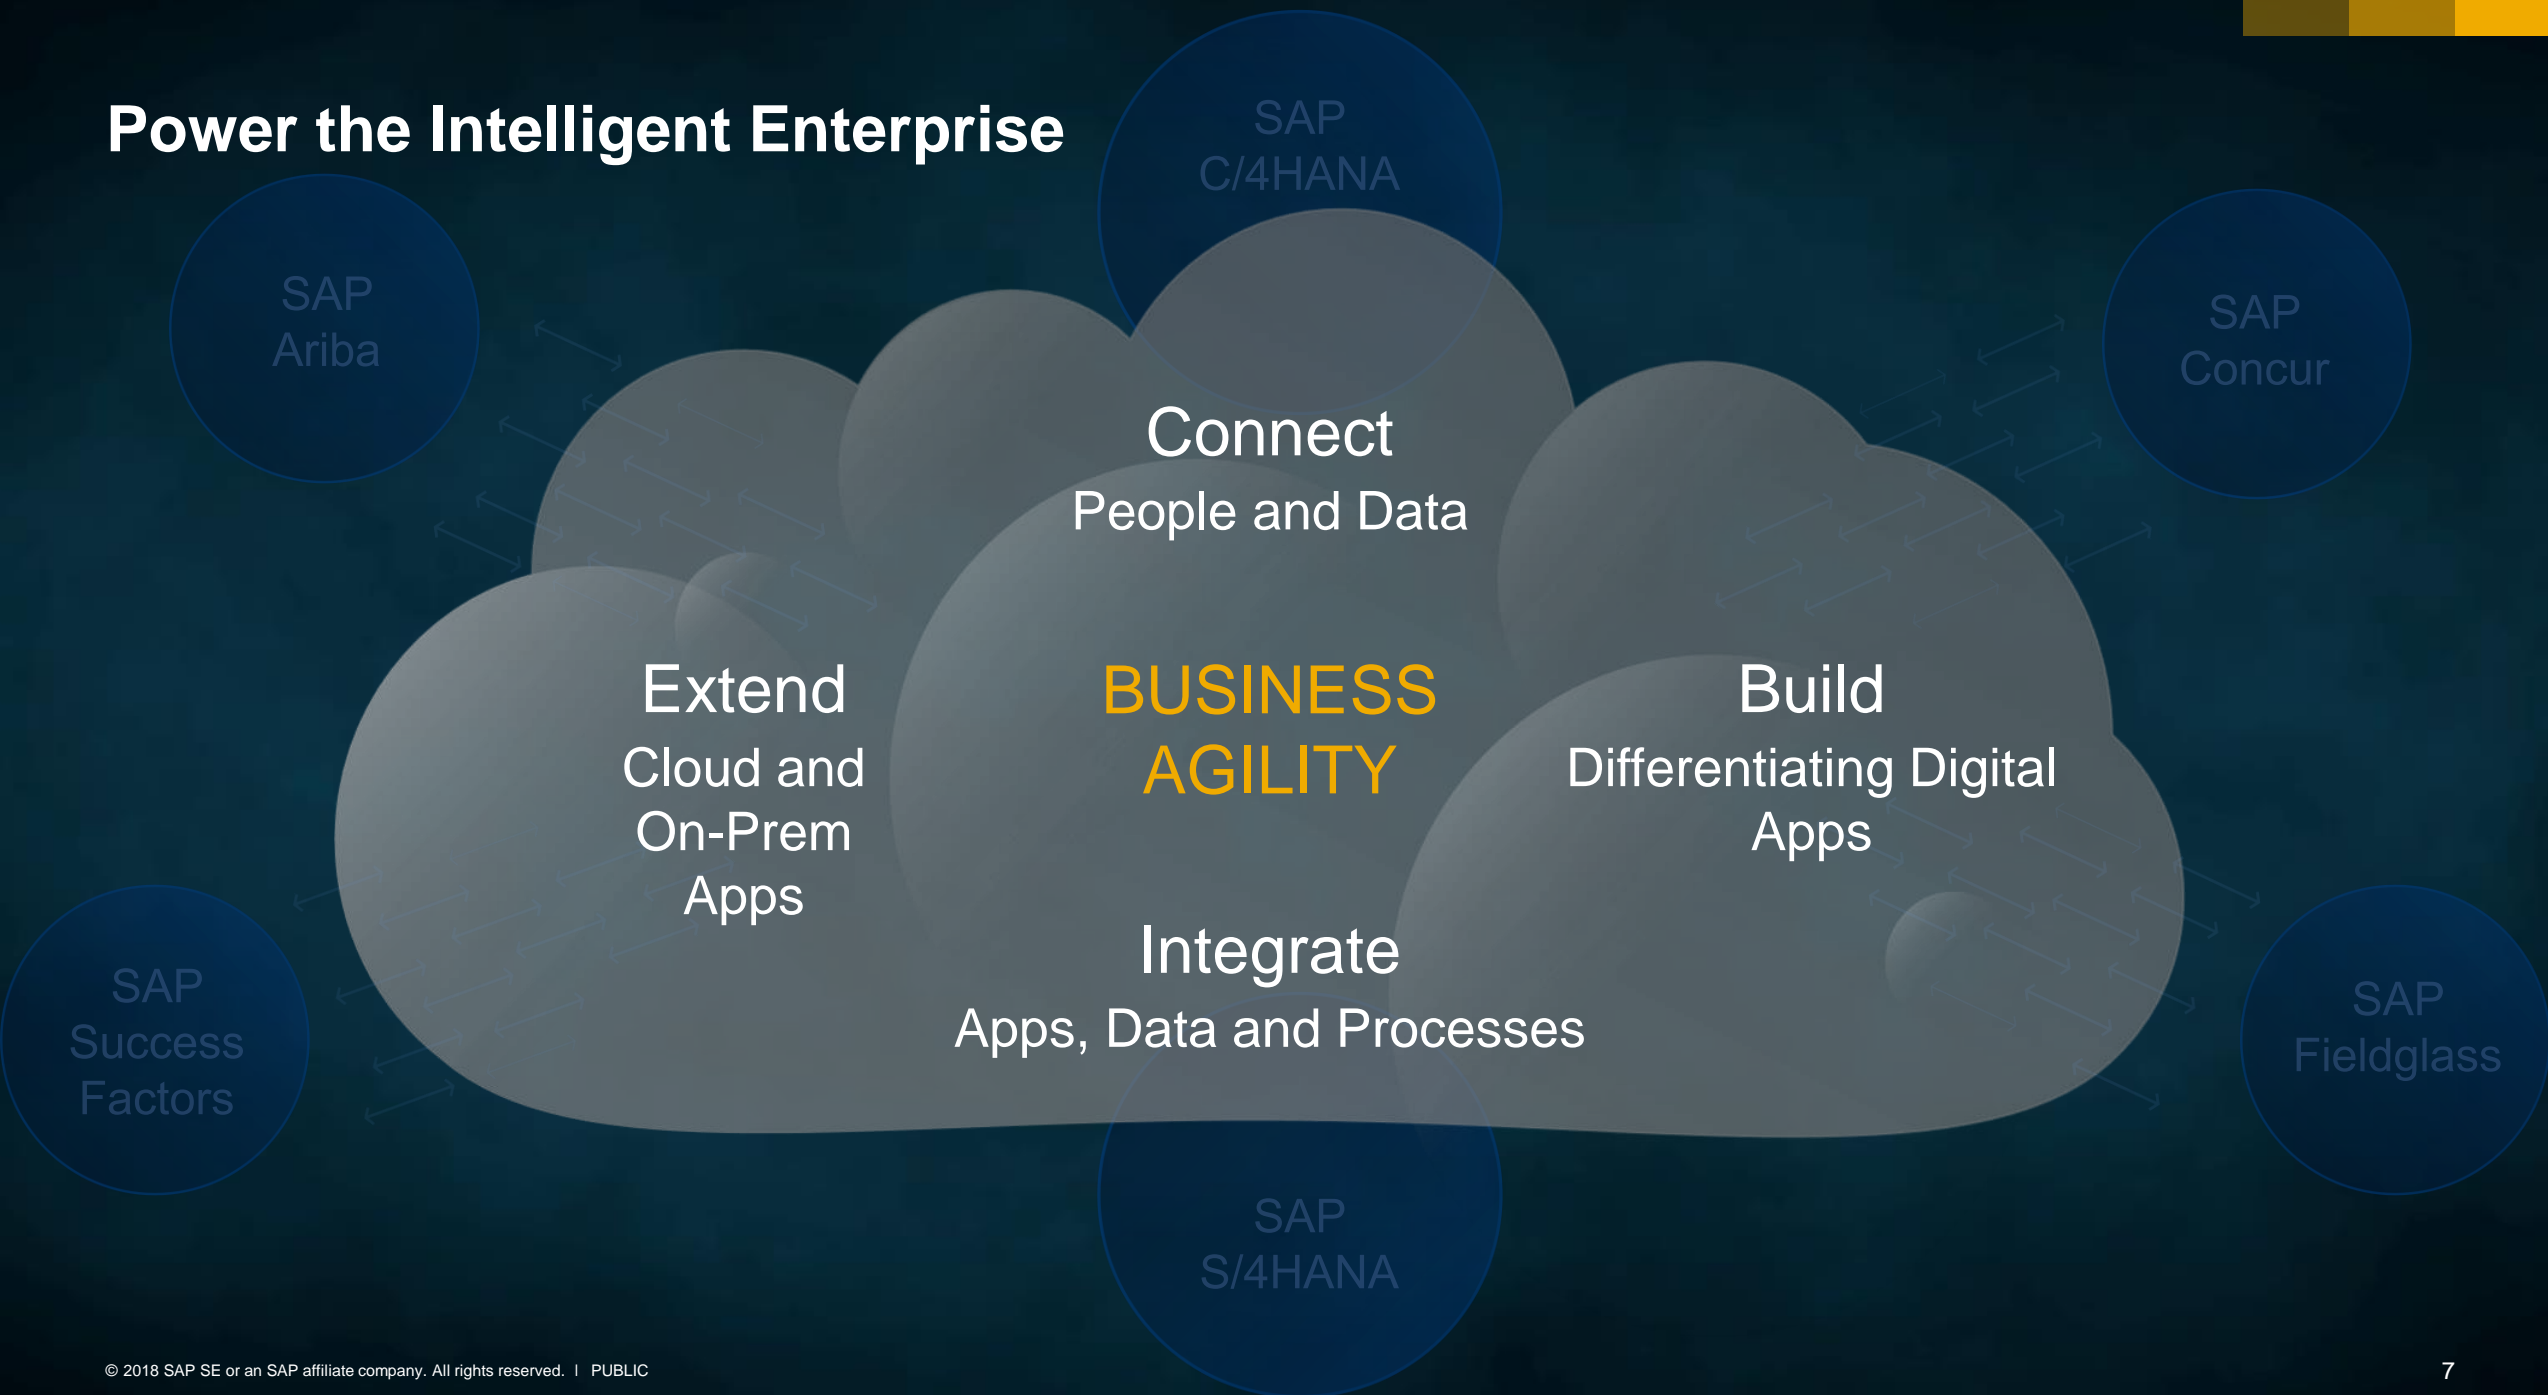 Power the Intelligent Enterprise
SAP
C/4HANA
SAP
Ariba
SAP
Concur
Connect
People and Data
Extend
Cloud and
On-Prem
Apps
BUSINESS
AGILITY
Build
Differentiating Digital
Apps
Integrate
Apps, Data and Processes
SAP
Success
Factors
SAP
Fieldglass
SAP
S/4HANA
© 2018 SAP SE or an SAP affiliate company. All rights reserved. | PUBLIC
7